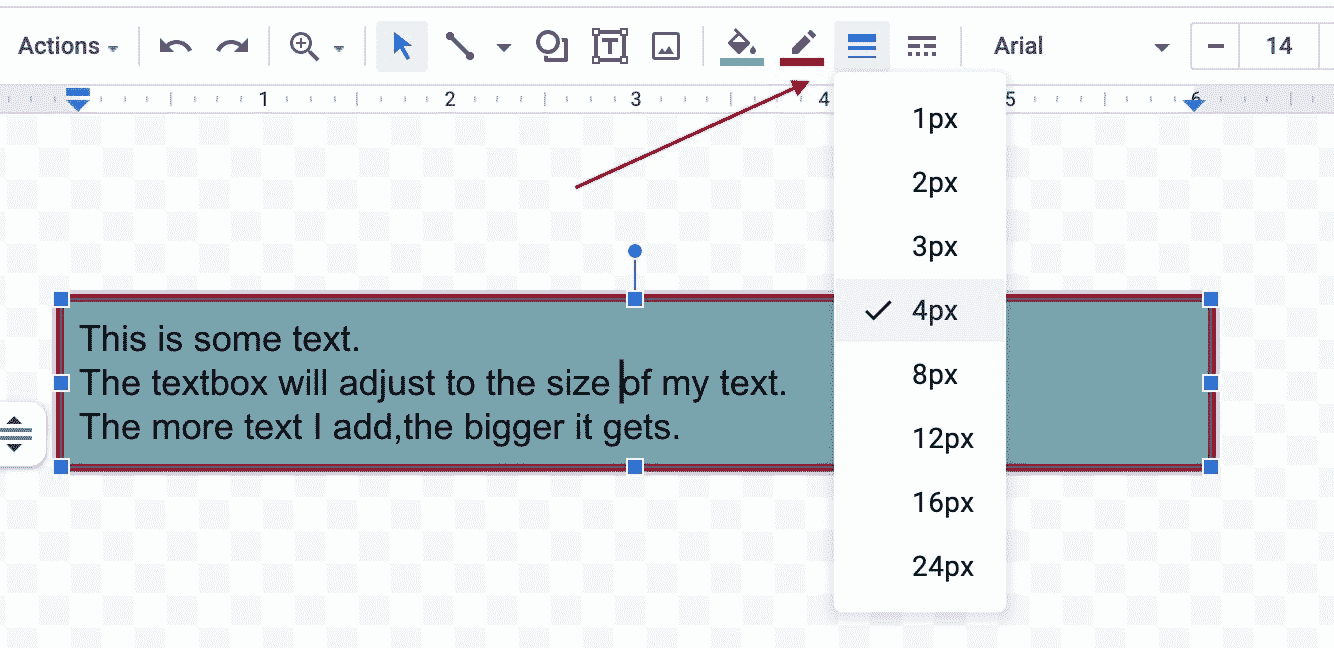 Actions
Arial
14
1
2
3
4
5
6
1px
2px
3px
4px
8px
12px
16px
24px
This is some text.
The textbox will adjust to the size of my text.
The more text I add,the bigger it gets.